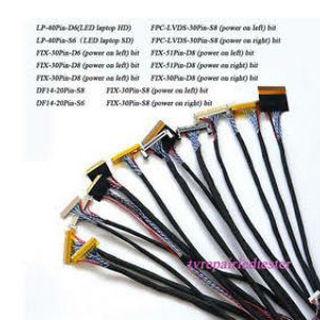 LP-40Pin-D6(LED laptop HD)
LP-40Pin-S6 (LED laptop SD)
FIX-30Pin-D6 (power on left) bit
FIX-30Pin-D8 (power on left) bit
FIX-30Pin-D8 (power on right) bit
DF14-20Pin-S8
DF14-20Pin-S6
FPC-LVDS-30Pin-S8 (power on left) bit
FPC-LVDS-30Pin-S8 (power on right) bit
FIX-51Pin-D8 (power on left) bit
FIX-51Pin-D8 (power on right) bit
FIX-30Pin-D8 (power on right) bit
FIX-30Pin-S8 (power on left) bit
FIX-30Pin-S8 (power on right) bit